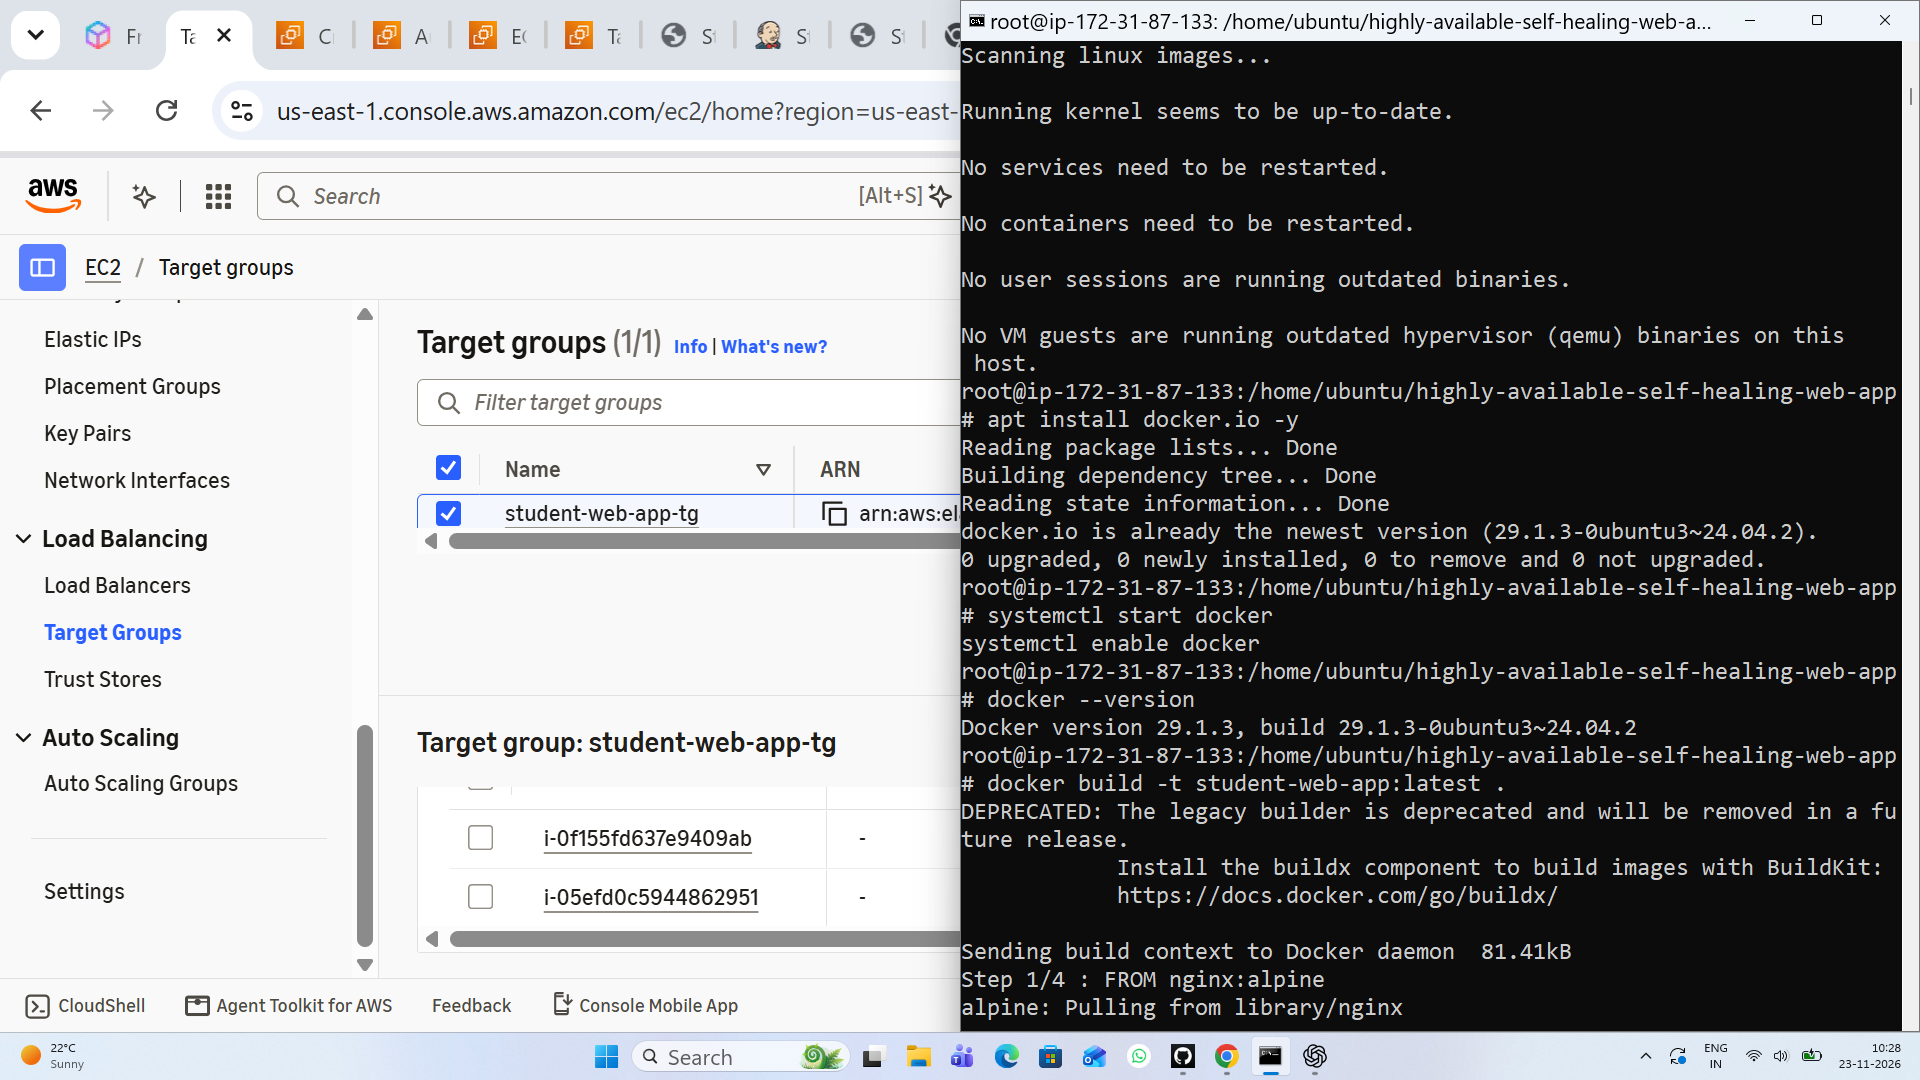 us-east-1.console.aws.amazon.com/ec2/home?region=us-east-
aws
Search
[Alt+S]
EC2 / Target groups
Elastic IPs
Placement Groups
Key Pairs
Network Interfaces
Load Balancing
Load Balancers
Target Groups
Trust Stores
Auto Scaling
Auto Scaling Groups
Settings
Target groups (1/1) Info | What's new?
Filter target groups
Name ARN
student-web-app-tg arn:aws:el
Target group: student-web-app-tg
i-0f155fd637e9409ab -
i-05efd0c5944862951 -
CloudShell Agent Toolkit for AWS Feedback Console Mobile App
root@ip-172-31-87-133: /home/ubuntu/highly-available-self-healing-web-a...
Scanning linux images...
Running kernel seems to be up-to-date.
No services need to be restarted.
No containers need to be restarted.
No user sessions are running outdated binaries.
No VM guests are running outdated hypervisor (qemu) binaries on this
host.
root@ip-172-31-87-133:/home/ubuntu/highly-available-self-healing-web-app
# apt install docker.io -y
Reading package lists... Done
Building dependency tree... Done
Reading state information... Done
docker.io is already the newest version (29.1.3-0ubuntu3~24.04.2).
0 upgraded, 0 newly installed, 0 to remove and 0 not upgraded.
root@ip-172-31-87-133:/home/ubuntu/highly-available-self-healing-web-app
# systemctl start docker
systemctl enable docker
root@ip-172-31-87-133:/home/ubuntu/highly-available-self-healing-web-app
# docker --version
Docker version 29.1.3, build 29.1.3-0ubuntu3~24.04.2
root@ip-172-31-87-133:/home/ubuntu/highly-available-self-healing-web-app
# docker build -t student-web-app:latest .
DEPRECATED: The legacy builder is deprecated and will be removed in a fu
ture release.
Install the buildx component to build images with BuildKit:
https://docs.docker.com/go/buildx/
Sending build context to Docker daemon 81.41kB
Step 1/4 : FROM nginx:alpine
alpine: Pulling from library/nginx
22°C
Sunny
Search
ENG
IN
10:28
23-11-2026